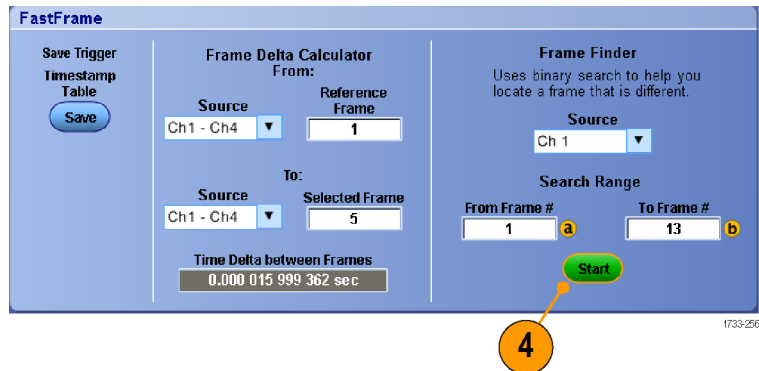 FastFrame
Save Trigger
Timestamp
Table
Save
Frame Delta Calculator
From:
Source
Reference
Frame
Ch1 - Ch4
1
To:
Source
Selected Frame
Ch1 - Ch4
5
Time Delta between Frames
0.000 015 999 362 sec
Frame Finder
Uses binary search to help you
locate a frame that is different.
Source
Ch 1
Search Range
From Frame #
To Frame #
1
a
13
b
Start
4
1733-256